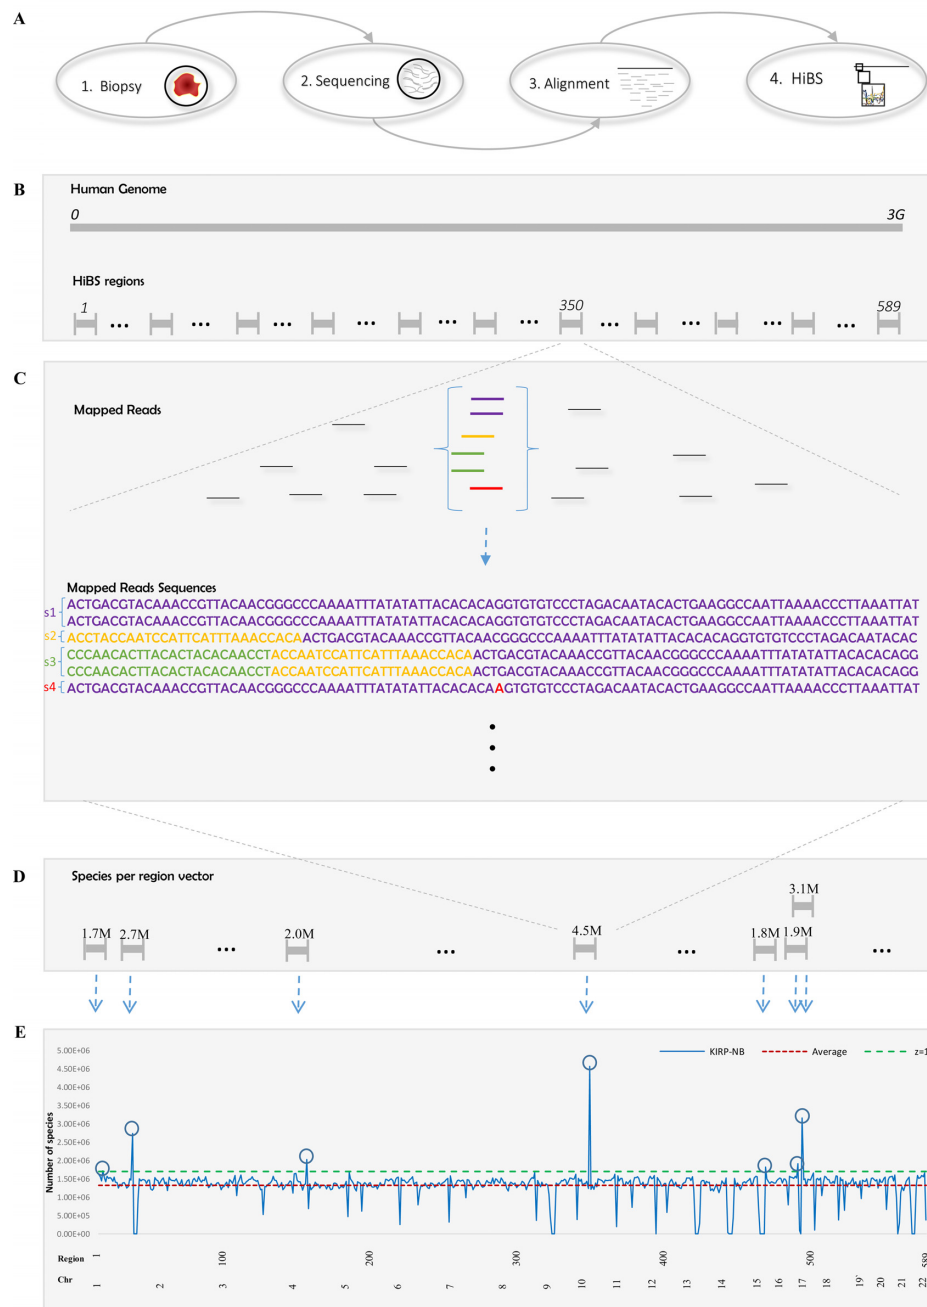 A
1. Biopsy
2. Sequencing
3. Alignment
4. HiBS
B
Human Genome
0 3G
HiBS regions
1 ... ... ... ... ... ... 350 ... ... ... ... 589
C
Mapped Reads
Mapped Reads Sequences
s1 ACTGACGTACAAACCGTTACAACGGGCCCAAAATTTATATATTACACACAGGTGTGTCCCTAGACAATACACTGAAGGCCAATTAAAACCCTTAAATTAT
ACTGACGTACAAACCGTTACAACGGGCCCAAAATTTATATATTACACACAGGTGTGTCCCTAGACAATACACTGAAGGCCAATTAAAACCCTTAAATTAT
s2 ACCTACCAATCCATTCATTTAAACCACAACTGACGTACAAACCGTTACAACGGGCCCAAAATTTATATATTACACACAGGTGTGTCCCTAGACAATACAC
s3 CCCAACACTTACACTACACAACCTACCAATCCATTCATTTAAACCACAACTGACGTACAAACCGTTACAACGGGCCCAAAATTTATATATTACACACAGG
CCCAACACTTACACTACACAACCTACCAATCCATTCATTTAAACCACAACTGACGTACAAACCGTTACAACGGGCCCAAAATTTATATATTACACACAGG
s4 ACTGACGTACAAACCGTTACAACGGGCCCAAAATTTATATATTACACACAAGTGTGTCCCTAGACAATACACTGAAGGCCAATTAAAACCCTTAAATTAT
D
Species per region vector
3.1M
1.7M 2.7M ... 2.0M ... 4.5M ... 1.8M 1.9M ...
E
KIRP-NB Average z=1
Number of species
5.00E+06
4.50E+06
4.00E+06
3.50E+06
3.00E+06
2.50E+06
2.00E+06
1.50E+06
1.00E+06
5.00E+05
0.00E+00
Region 1 100 200 300 400 500 589
Chr 1 2 3 4 5 6 7 8 9 10 11 12 13 14 15 16 17 18 19 20 21 22